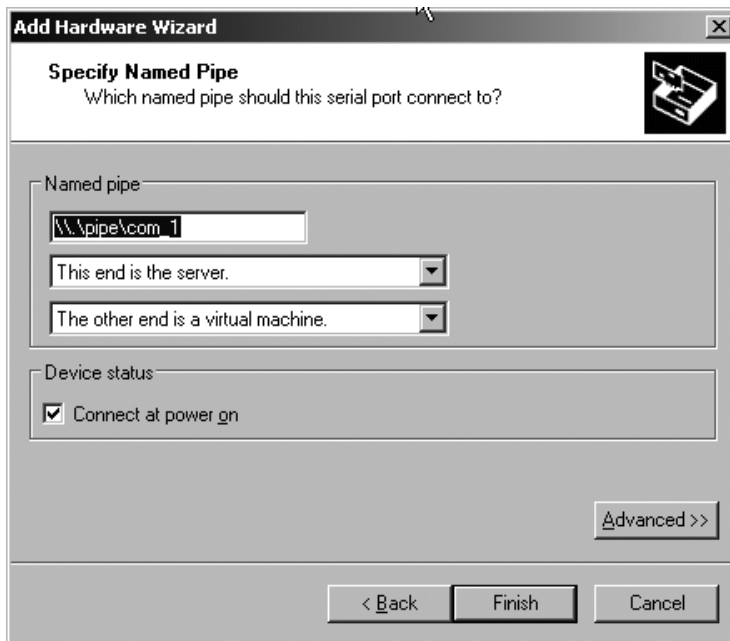 Add Hardware Wizard
Specify Named Pipe
Which named pipe should this serial port connect to?
Named pipe
\\.\pipe\com_1
This end is the server.
The other end is a virtual machine.
Device status
Connect at power on
Advanced >>
< Back Finish Cancel